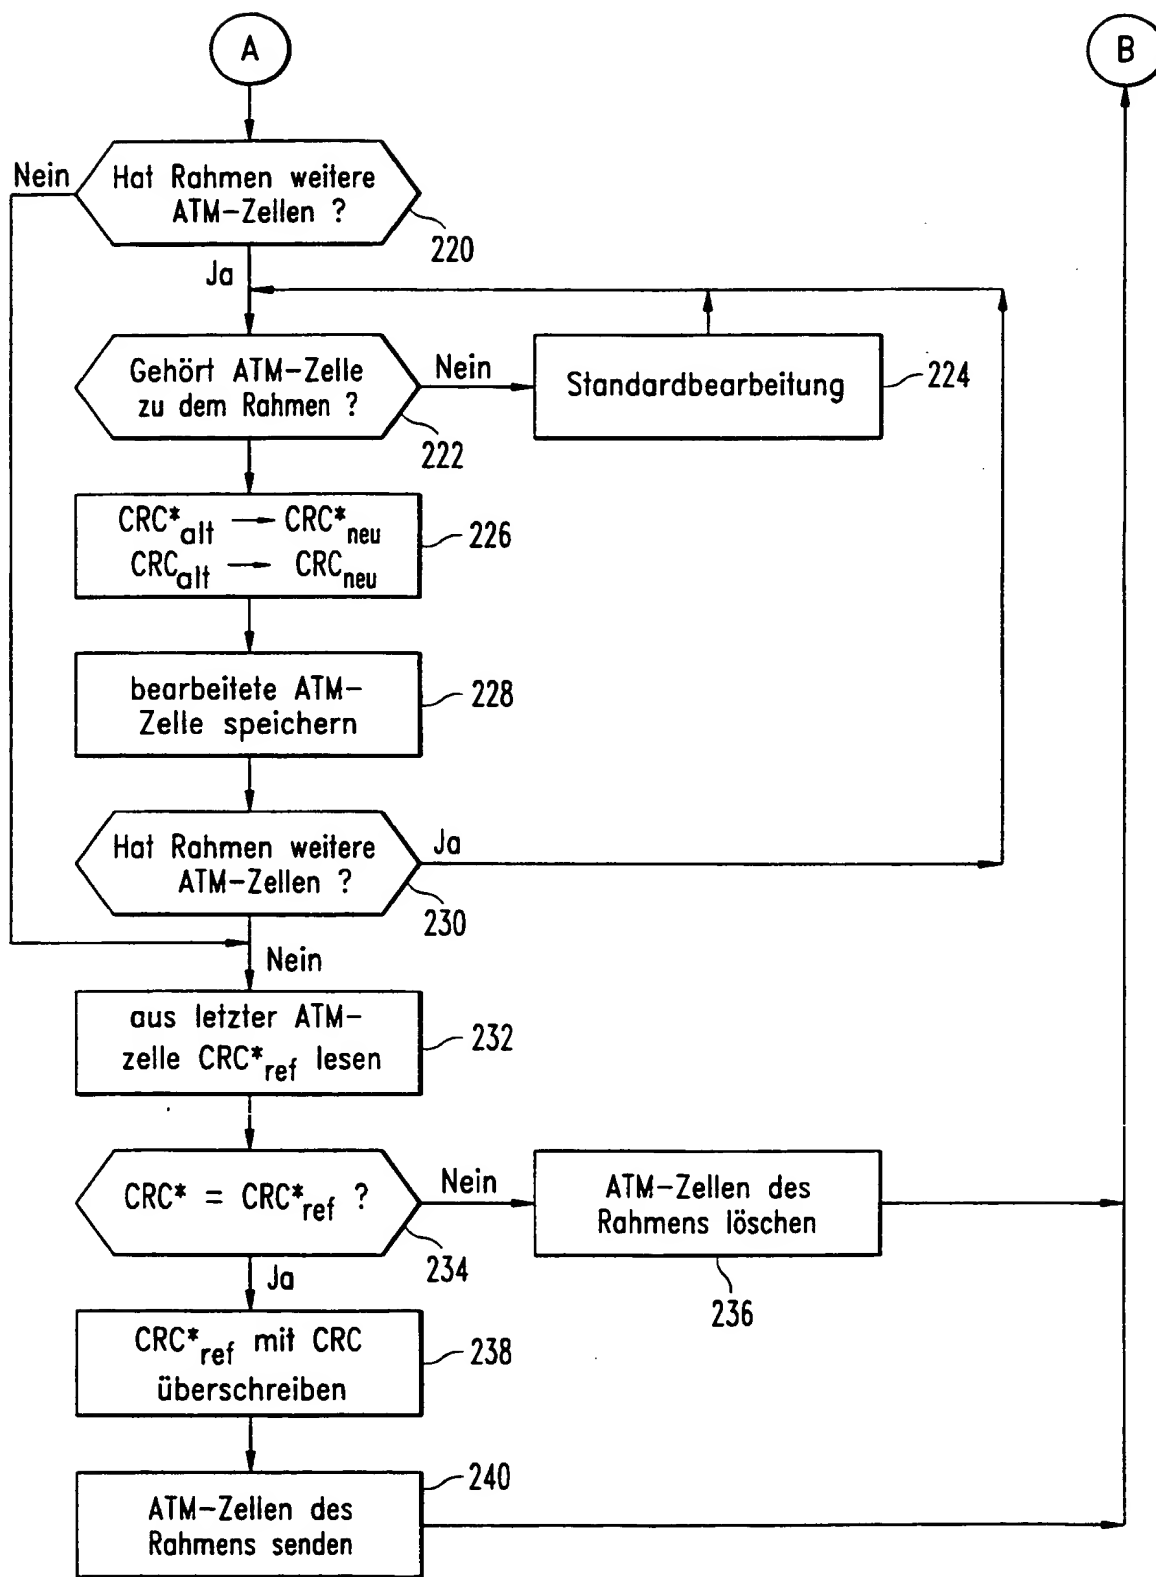 A
B
Nein
Hat Rahmen weitere
ATM-Zellen ?
220
Ja
Gehört ATM-Zelle
zu dem Rahmen ?
222
Nein
Standardbearbeitung
224
CRC*alt → CRC*neu
CRCalt → CRCneu
226
bearbeitete ATM-
Zelle speichern
228
Hat Rahmen weitere
ATM-Zellen ?
Ja
230
Nein
aus letzter ATM-
zelle CRC*ref lesen
232
CRC* = CRC*ref ?
Nein
234
ATM-Zellen des
Rahmens löschen
236
Ja
CRC*ref mit CRC
überschreiben
238
ATM-Zellen des
Rahmens senden
240